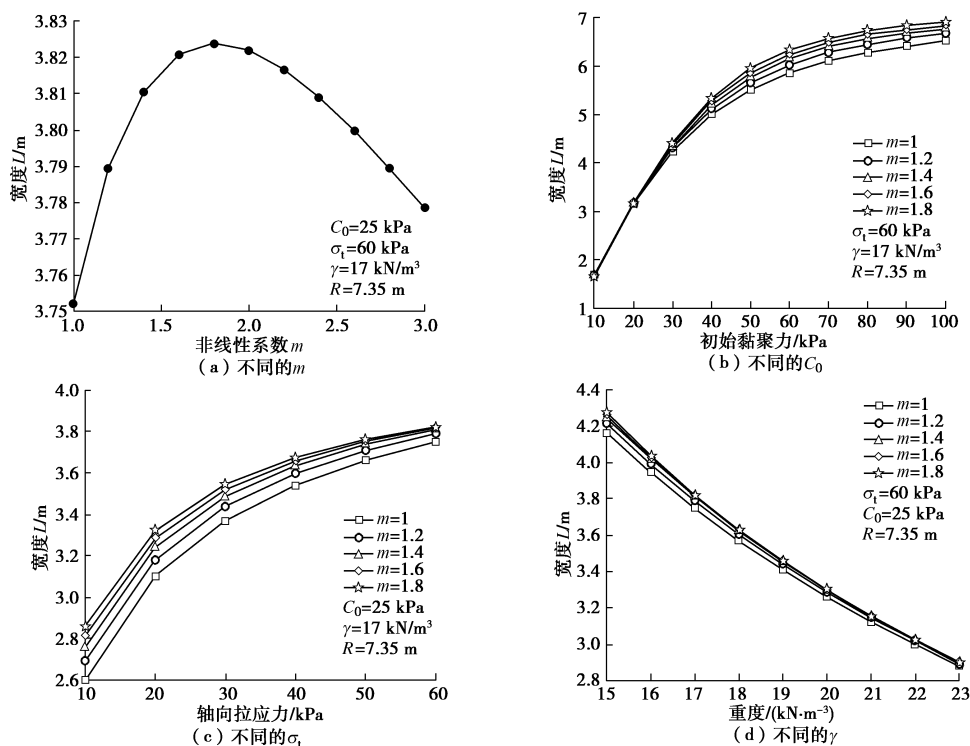 3.83
3.82
3.81
3.80
3.79
3.78
3.77
3.76
3.75
宽度L/m
C₀=25 kPa
σₜ=60 kPa
γ=17 kN/m³
R=7.35 m
1.0 1.5 2.0 2.5 3.0
非线性系数m
(a)不同的m
7
6
5
4
3
2
1
宽度L/m
m=1
m=1.2
m=1.4
m=1.6
m=1.8
σₜ=60 kPa
γ=17 kN/m³
R=7.35 m
10 20 30 40 50 60 70 80 90 100
初始黏聚力/kPa
(b)不同的C₀
4.0
3.8
3.6
3.4
3.2
3.0
2.8
2.6
宽度L/m
m=1
m=1.2
m=1.4
m=1.6
m=1.8
C₀=25 kPa
γ=17 kN/m³
R=7.35 m
10 20 30 40 50 60
轴向拉应力/kPa
(c)不同的σₜ
4.4
4.2
4.0
3.8
3.6
3.4
3.2
3.0
2.8
宽度L/m
m=1
m=1.2
m=1.4
m=1.6
m=1.8
σₜ=60 kPa
C₀=25 kPa
R=7.35 m
15 16 17 18 19 20 21 22 23
重度/(kN·m⁻³)
(d)不同的γ